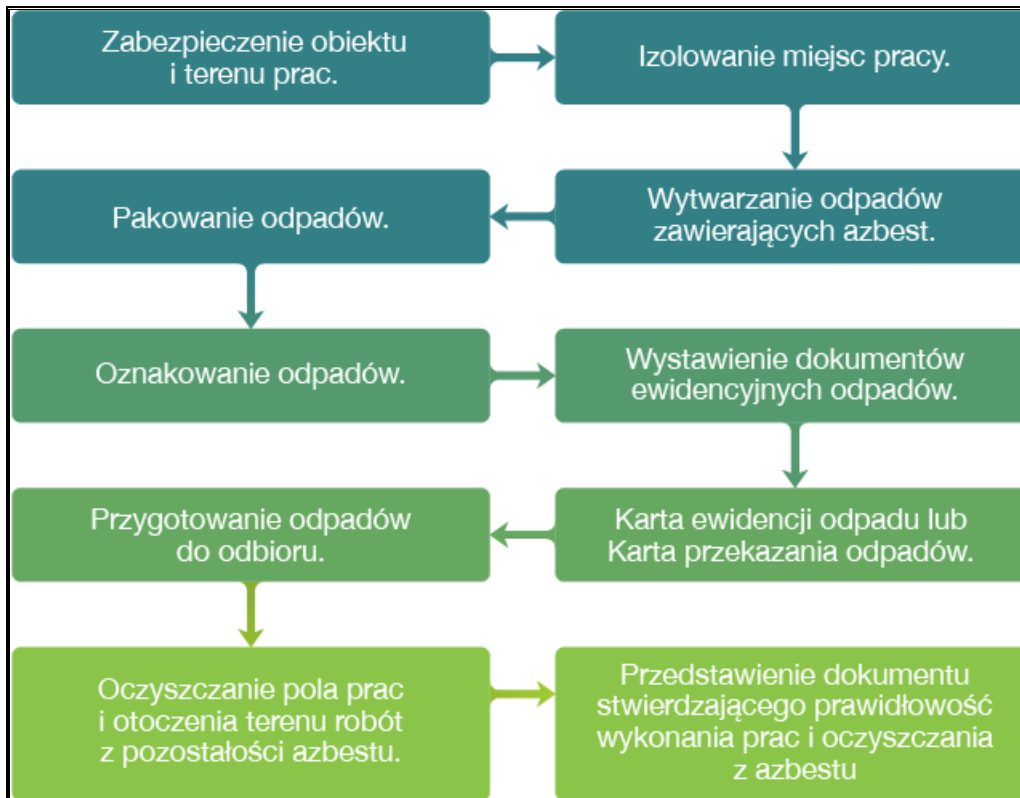 Zabezpieczenie obiektu
i terenu prac.
Izolowanie miejsc pracy.
Wytwarzanie odpadów
zawierających azbest.
Pakowanie odpadów.
Oznakowanie odpadów.
Wystawienie dokumentów
ewidencyjnych odpadów.
Karta ewidencji odpadu lub
Karta przekazania odpadów.
Przygotowanie odpadów
do odbioru.
Oczyszczanie pola prac
i otoczenia terenu robót
z pozostałości azbestu.
Przedstawienie dokumentu
stwierdzającego prawidłowość
wykonania prac i oczyszczania
z azbestu